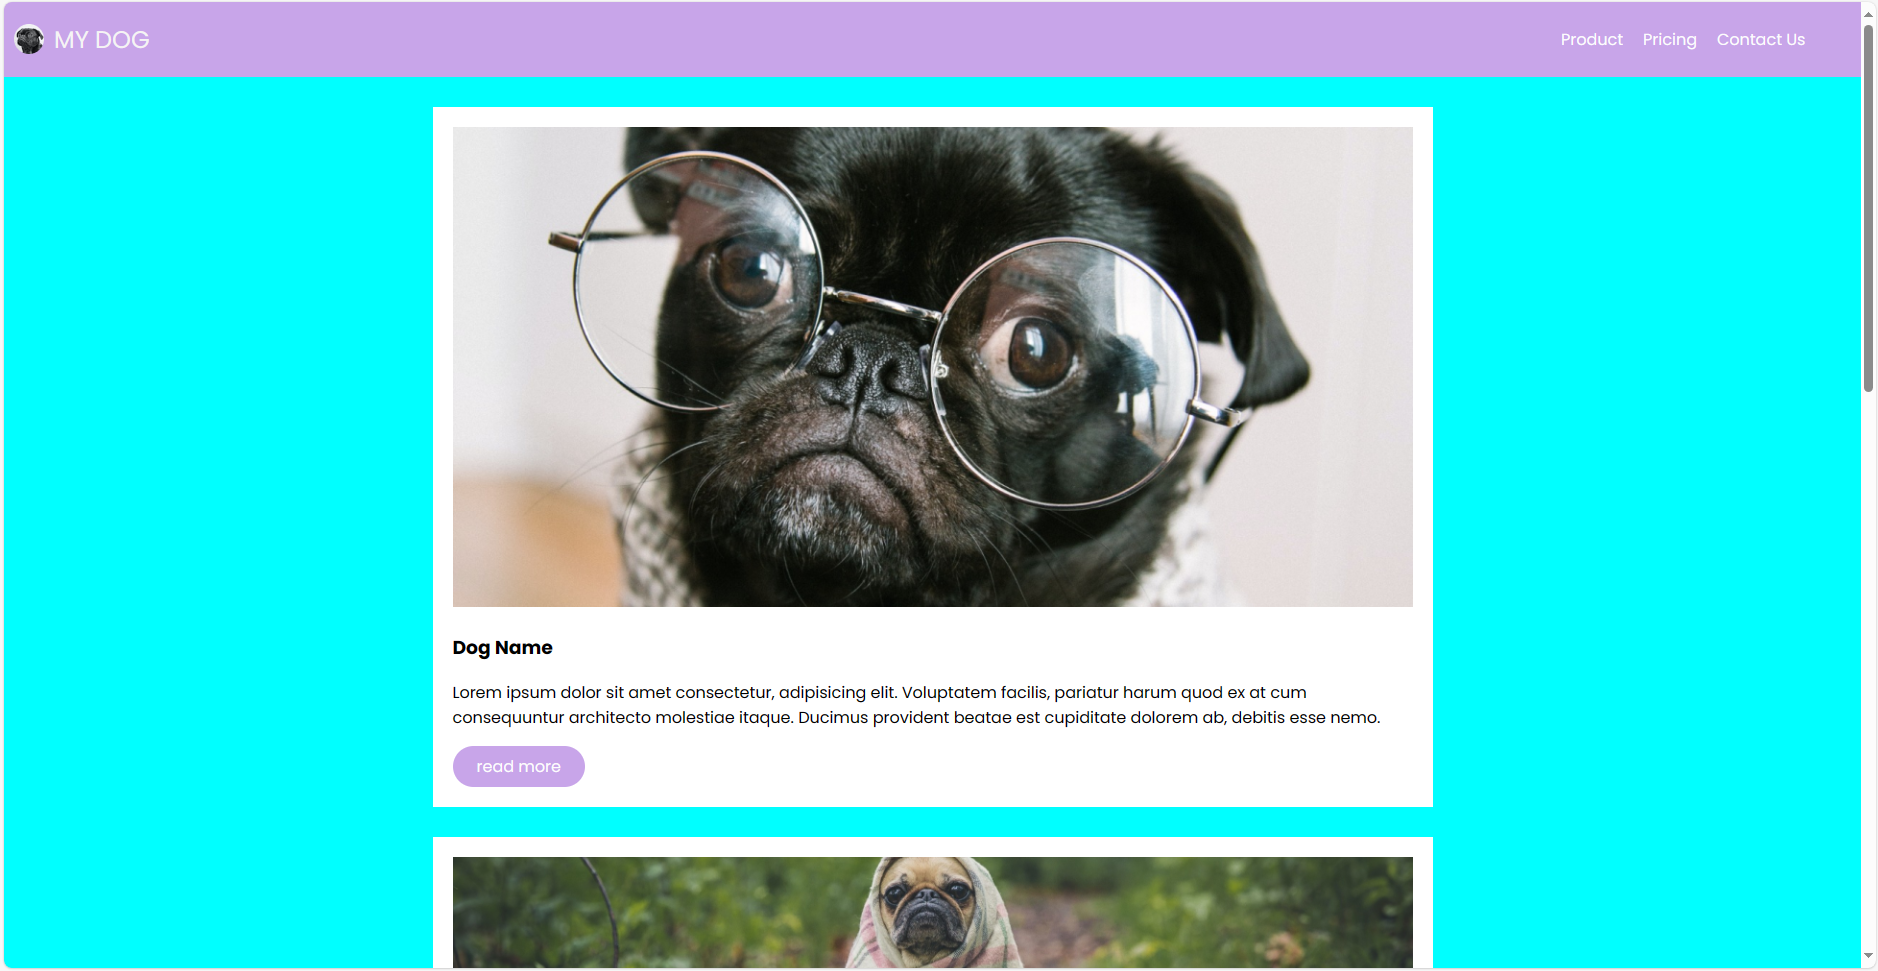 MY DOG
Product Pricing Contact Us
Dog Name
Lorem ipsum dolor sit amet consectetur, adipisicing elit. Voluptatem facilis, pariatur harum quod ex at cum
consequuntur architecto molestiae itaque. Ducimus provident beatae est cupiditate dolorem ab, debitis esse nemo.
read more